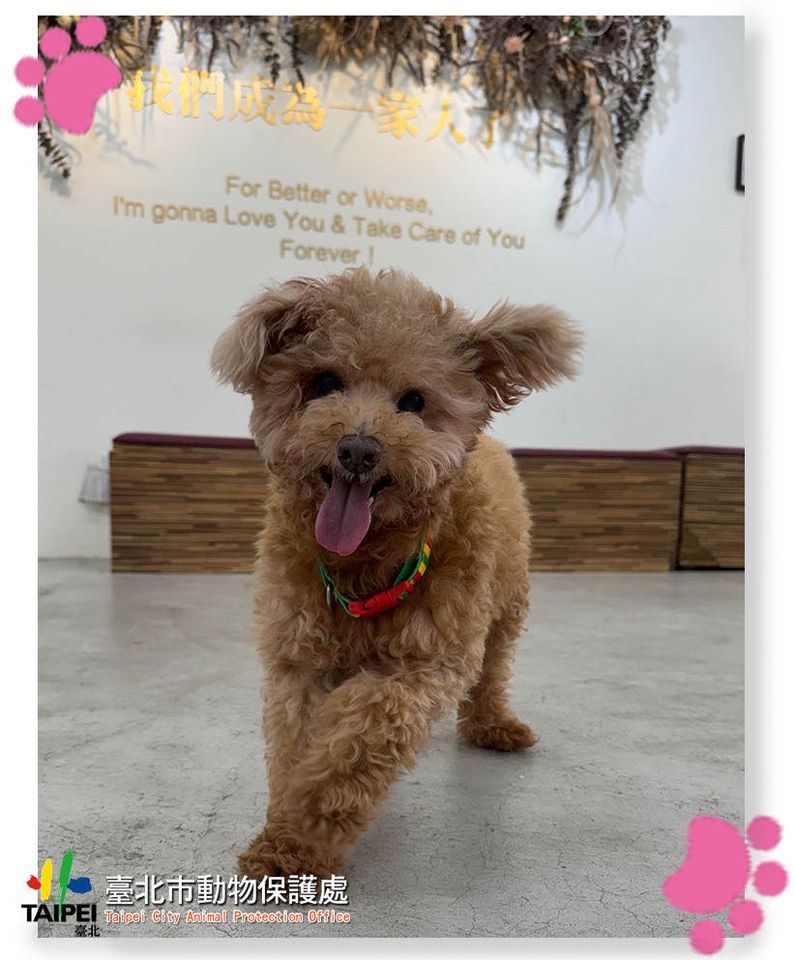 我們成為一家人了
For Better or Worse,
I'm gonna Love You & Take Care of You
Forever !
TAIPEI
臺北
臺北市動物保護處
Taipei City Animal Protection Office